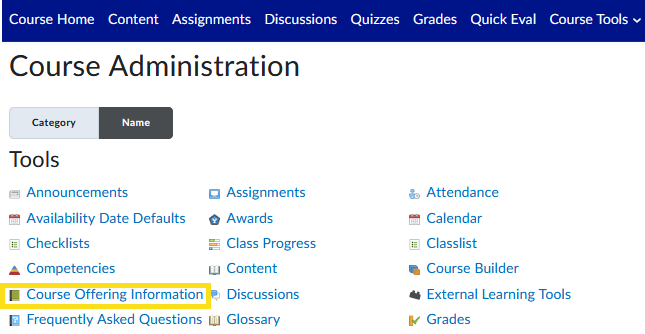 Course Home Content Assignments Discussions Quizzes Grades Quick Eval Course Tools
Course Administration
Category Name
Tools
Announcements Assignments Attendance
Availability Date Defaults Awards Calendar
Checklists Class Progress Classlist
Competencies Content Course Builder
Course Offering Information Discussions External Learning Tools
Frequently Asked Questions Glossary Grades